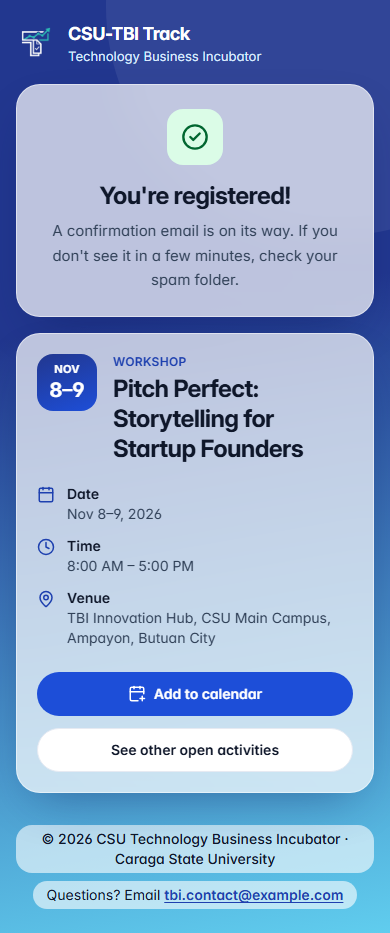 CSU-TBI Track
Technology Business Incubator
You're registered!
A confirmation email is on its way. If you
don't see it in a few minutes, check your
spam folder.
NOV
8–9
WORKSHOP
Pitch Perfect:
Storytelling for
Startup Founders
Date
Nov 8–9, 2026
Time
8:00 AM – 5:00 PM
Venue
TBI Innovation Hub, CSU Main Campus,
Ampayon, Butuan City
Add to calendar
See other open activities
© 2026 CSU Technology Business Incubator ·
Caraga State University
Questions? Email tbi.contact@example.com